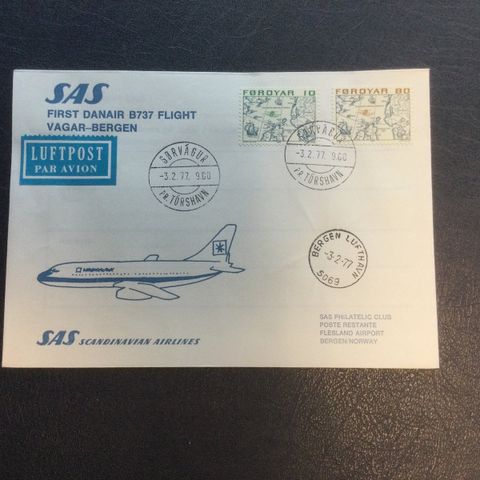 SAS
FIRST DANAIR B737 FLIGHT
VAGAR-BERGEN
LUFTPOST
PAR AVION
FØROYAR 10
FØROYAR 80
SØRVÁGUR
-3.2.77. 9.00
PR. TÓRSHAVN
SØRVÁGUR
-3.2.77. 9.00
PR. TÓRSHAVN
BERGEN LUFTHAVN
-3-2-77
5069
SAS SCANDINAVIAN AIRLINES
SAS PHILATELIC CLUB
POSTE RESTANTE
FLESLAND AIRPORT
BERGEN/NORWAY